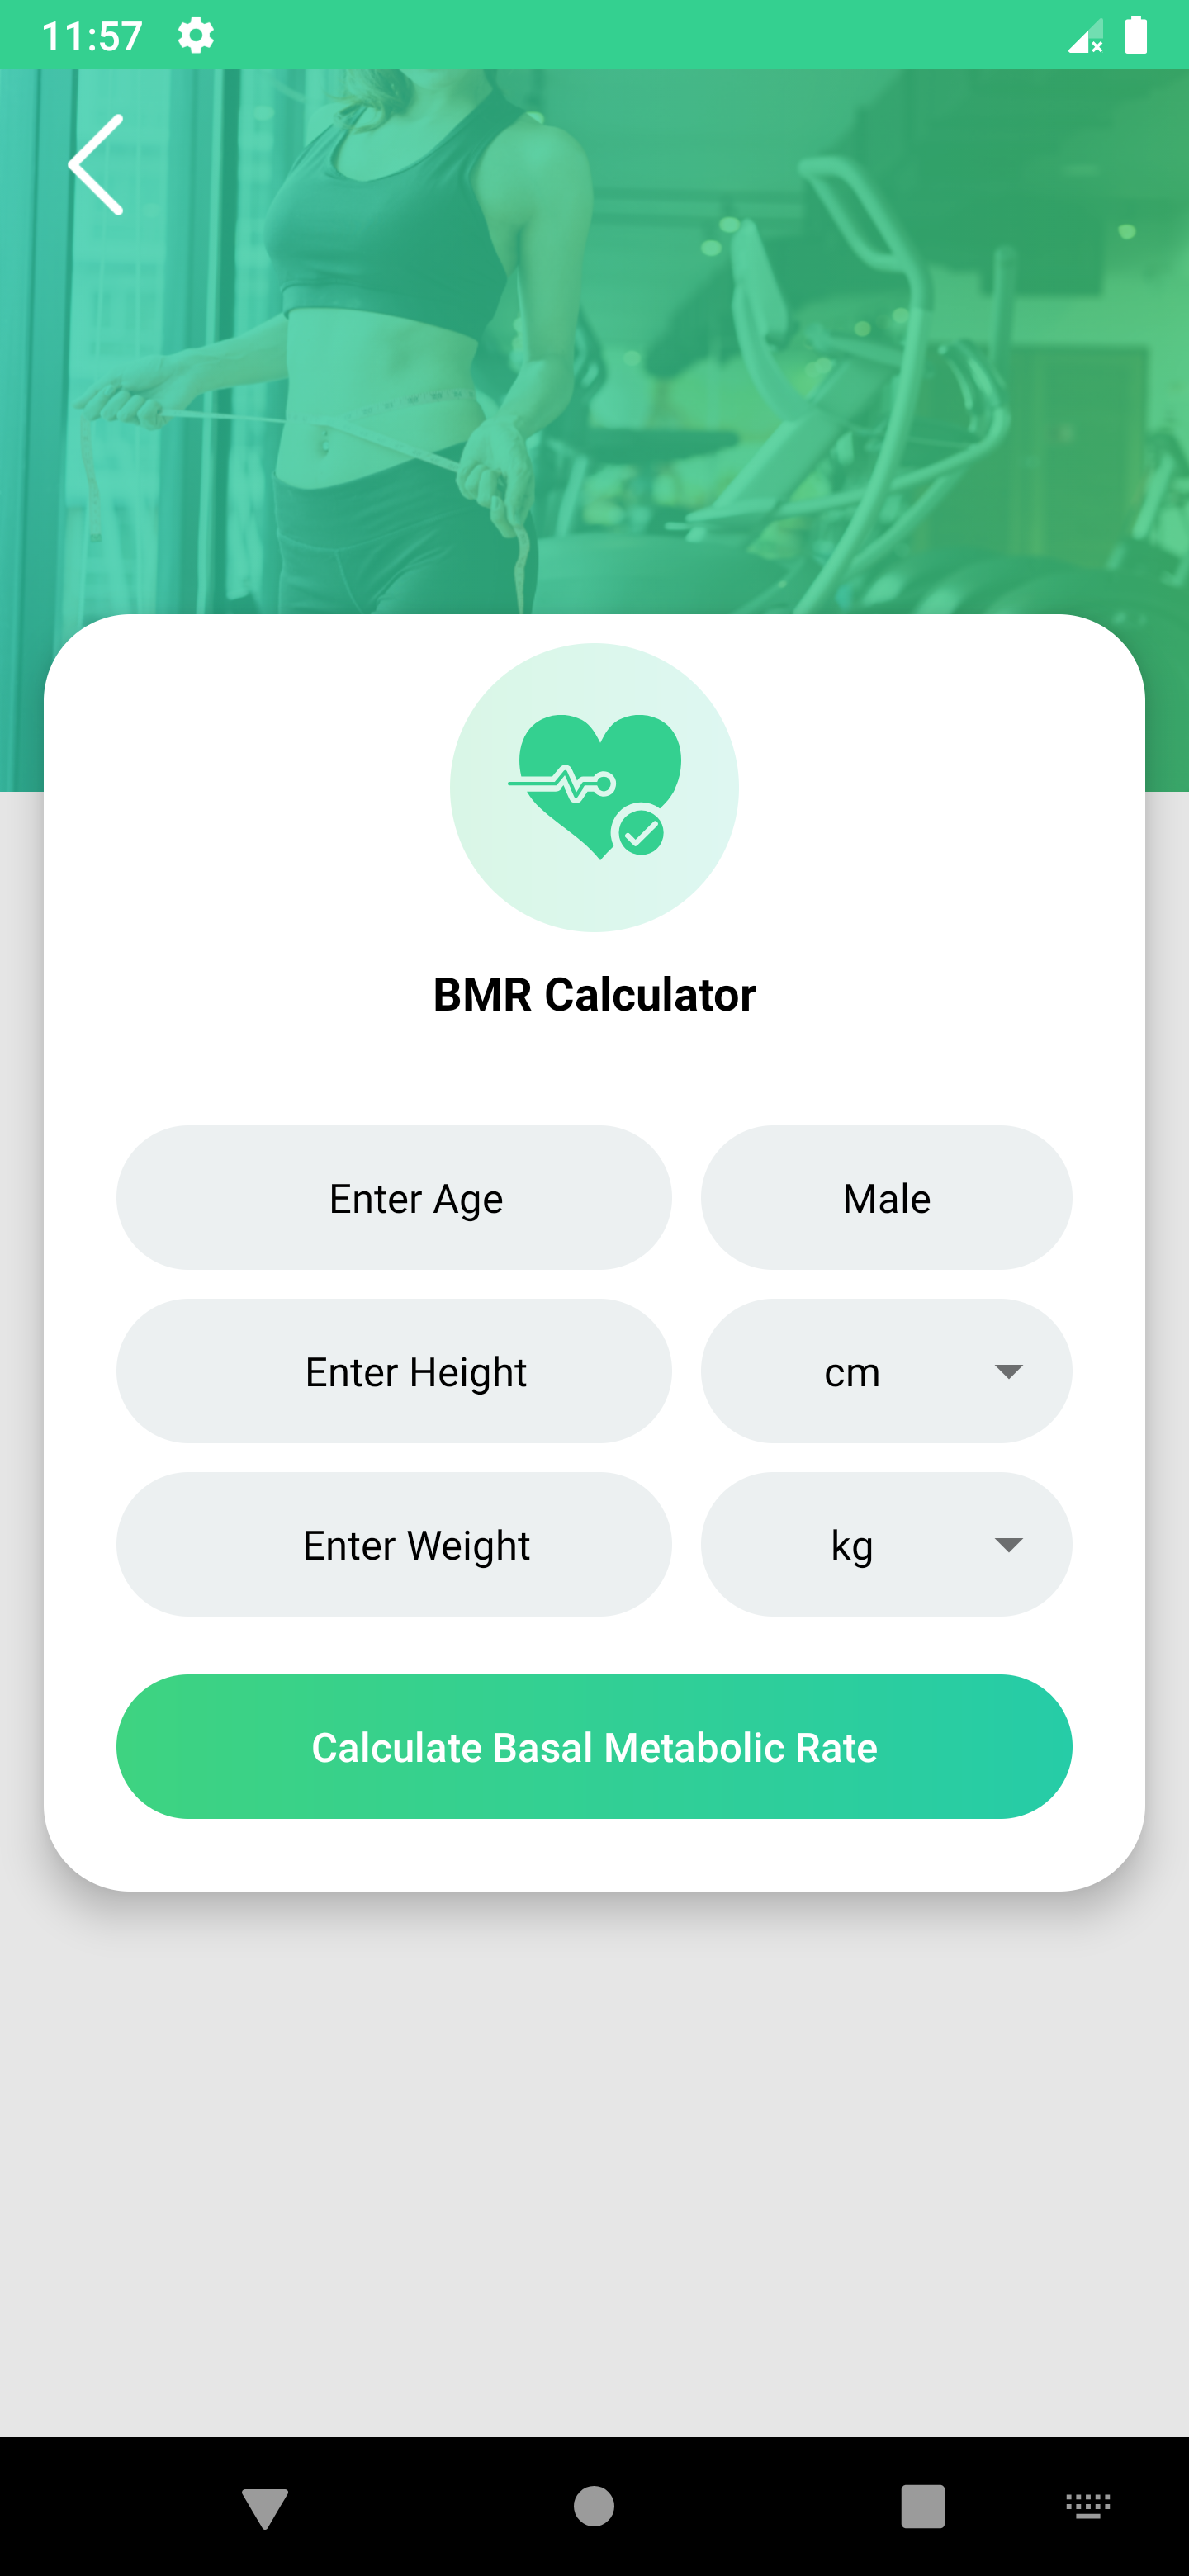 11:57
BMR Calculator
Enter Age
Male
Enter Height
cm
Enter Weight
kg
Calculate Basal Metabolic Rate